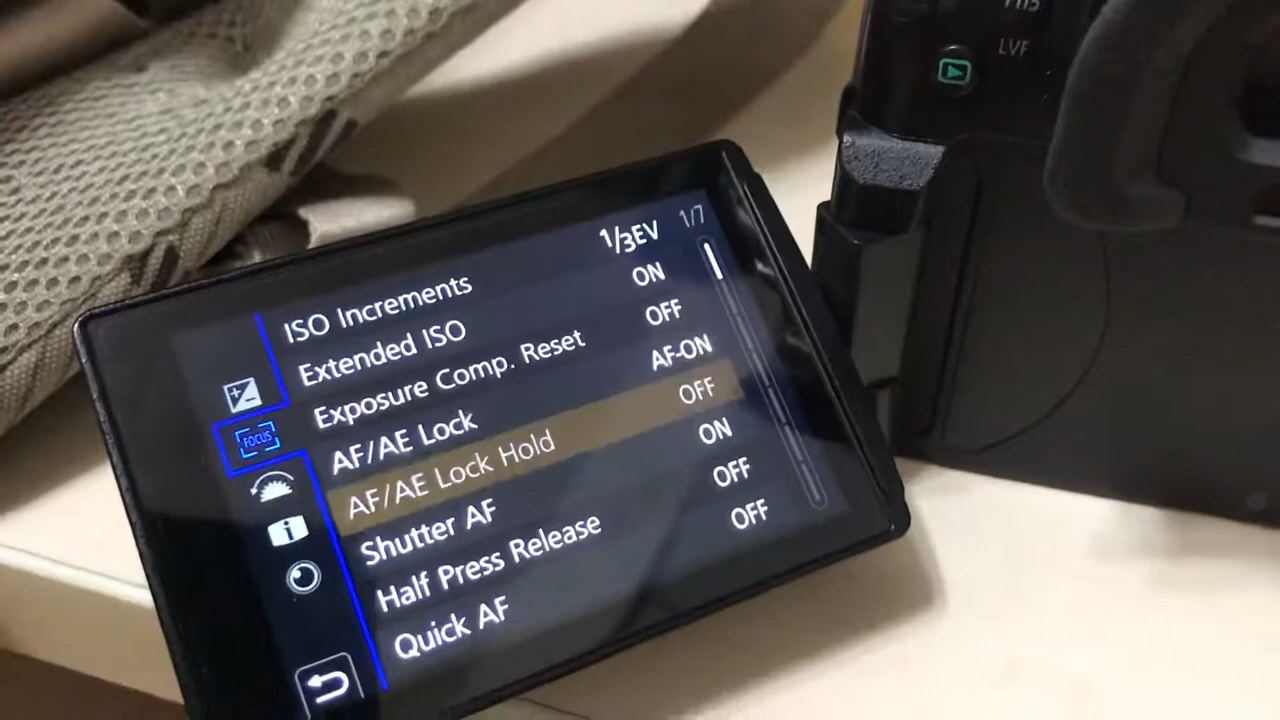 LVF
1/7
ISO Increments 1/3EV
Extended ISO ON
Exposure Comp. Reset OFF
AF/AE Lock AF-ON
AF/AE Lock Hold OFF
Shutter AF ON
Half Press Release OFF
Quick AF OFF
FOCUS
i